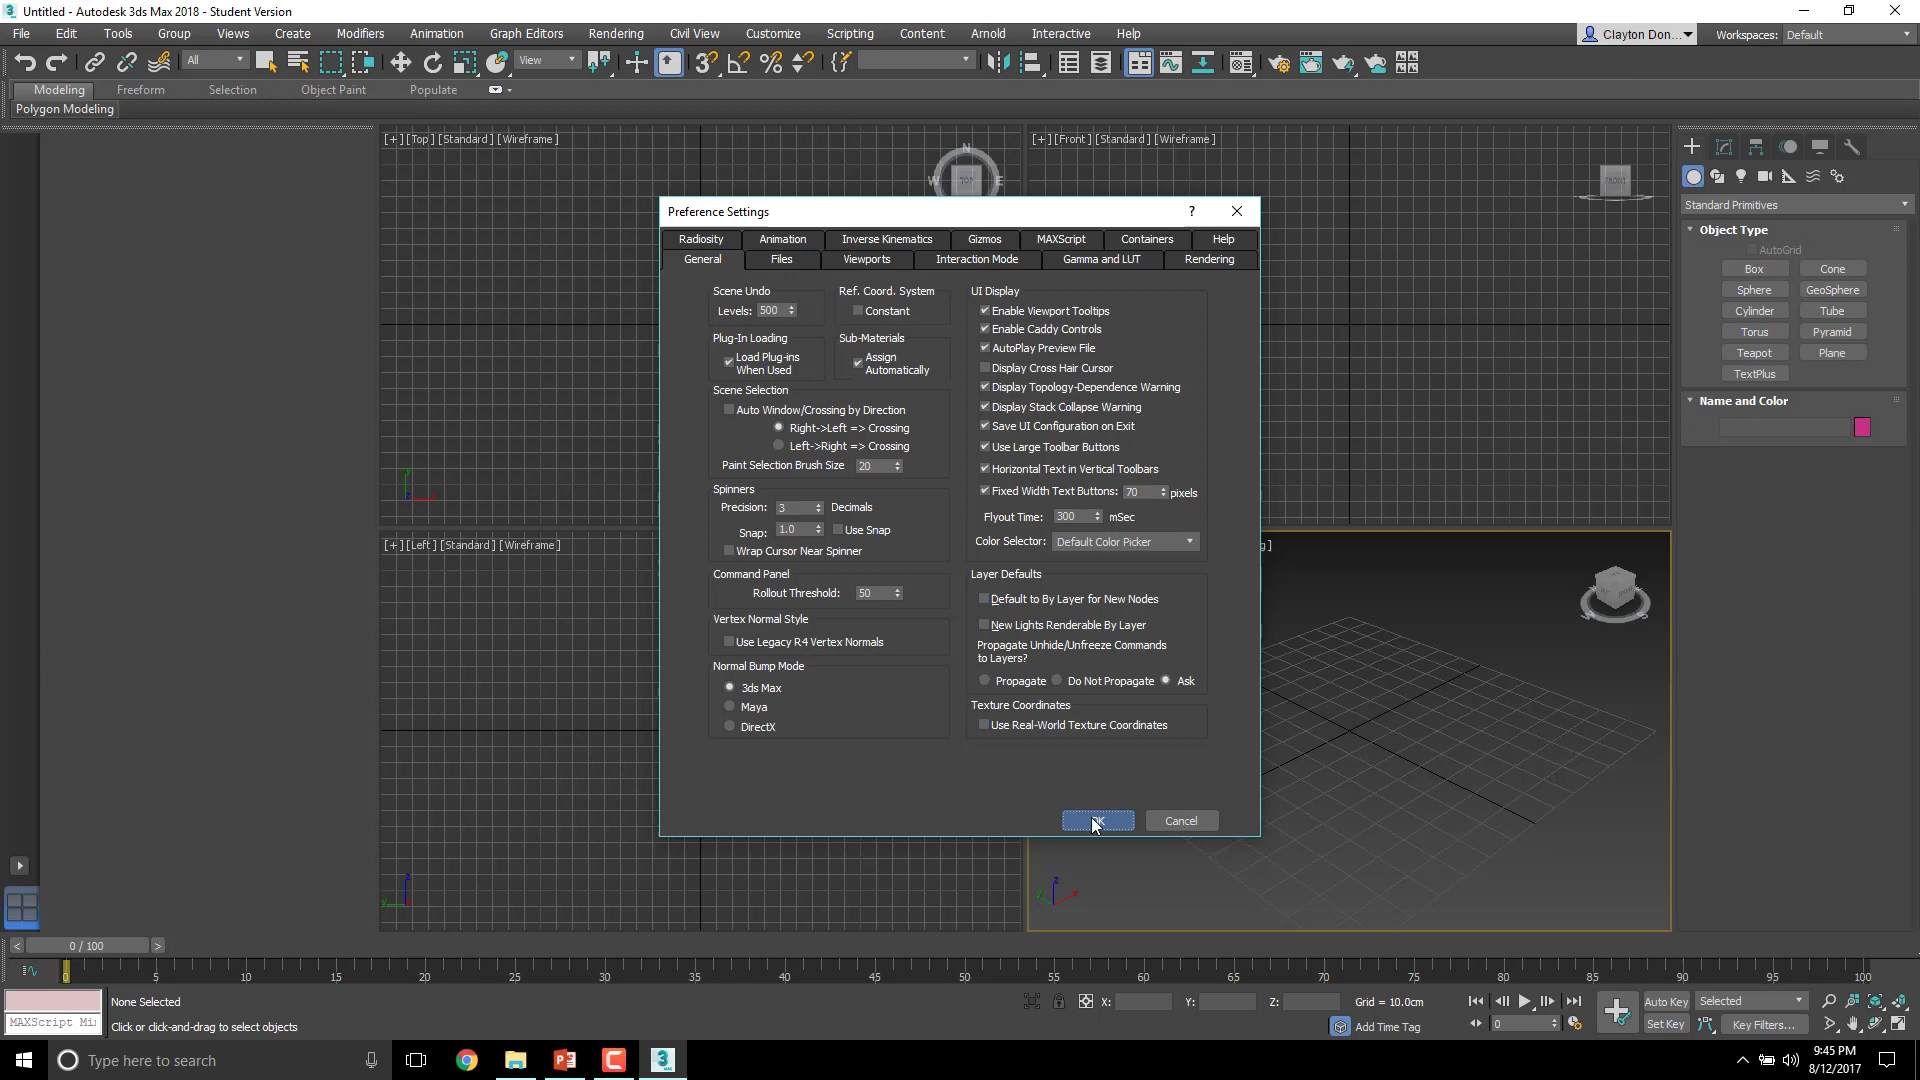 Untitled - Autodesk 3ds Max 2018 - Student Version
File Edit Tools Group Views Create Modifiers Animation Graph Editors Rendering Civil View Customize Scripting Content Arnold Interactive Help
Clayton Don... Workspaces: Default
All View
Modeling Freeform Selection Object Paint Populate
Polygon Modeling
[+] [Top] [Standard] [Wireframe]
[+] [Front] [Standard] [Wireframe]
N
W TOP E
FRONT
Standard Primitives
Object Type
AutoGrid
Box Cone
Sphere GeoSphere
Cylinder Tube
Torus Pyramid
Teapot Plane
TextPlus
Name and Color
Preference Settings ?
Radiosity Animation Inverse Kinematics Gizmos MAXScript Containers Help
General Files Viewports Interaction Mode Gamma and LUT Rendering
Scene Undo
Levels: 500
Ref. Coord. System
Constant
Plug-In Loading
Load Plug-ins
When Used
Sub-Materials
Assign
Automatically
Scene Selection
Auto Window/Crossing by Direction
Right->Left => Crossing
Left->Right => Crossing
Paint Selection Brush Size 20
Spinners
Precision: 3 Decimals
Snap: 1.0 Use Snap
Wrap Cursor Near Spinner
Command Panel
Rollout Threshold: 50
Vertex Normal Style
Use Legacy R4 Vertex Normals
Normal Bump Mode
3ds Max
Maya
DirectX
UI Display
Enable Viewport Tooltips
Enable Caddy Controls
AutoPlay Preview File
Display Cross Hair Cursor
Display Topology-Dependence Warning
Display Stack Collapse Warning
Save UI Configuration on Exit
Use Large Toolbar Buttons
Horizontal Text in Vertical Toolbars
Fixed Width Text Buttons: 70 pixels
Flyout Time: 300 mSec
Color Selector: Default Color Picker
Layer Defaults
Default to By Layer for New Nodes
New Lights Renderable By Layer
Propagate Unhide/Unfreeze Commands
to Layers?
Propagate Do Not Propagate Ask
Texture Coordinates
Use Real-World Texture Coordinates
OK Cancel
[+] [Left] [Standard] [Wireframe]
y
z
x
z
y
z
y x
< 0 / 100 >
0 5 10 15 20 25 30 35 40 45 50 55 60 65 70 75 80 85 90 95 100
None Selected
X: Y: Z: Grid = 10.0cm
Auto Key Selected
MAXScript Mi
Click or click-and-drag to select objects
Add Time Tag
0
Set Key Key Filters...
Type here to search
9:45 PM
8/12/2017